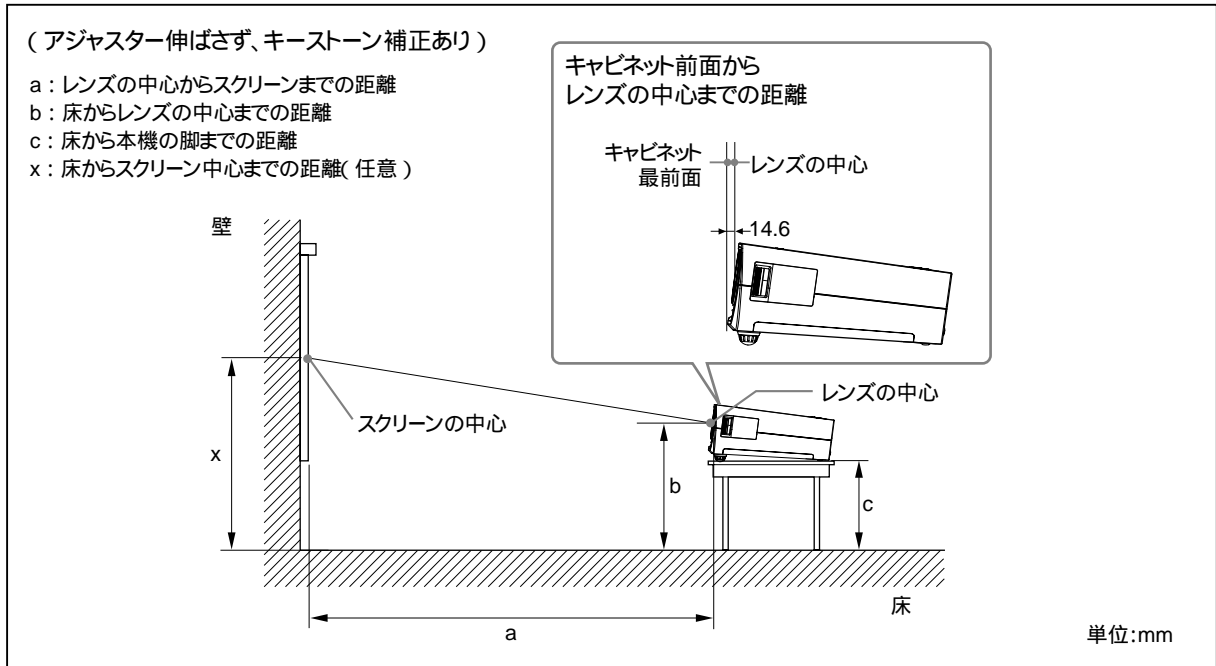 (アジャスター伸ばさず、キーストーン補正あり)
a：レンズの中心からスクリーンまでの距離
b：床からレンズの中心までの距離
c：床から本機の脚までの距離
x：床からスクリーン中心までの距離(任意)
キャビネット前面から
レンズの中心までの距離
キャビネット
最前面
レンズの中心
14.6
壁
レンズの中心
スクリーンの中心
x
b
c
床
a
単位:mm